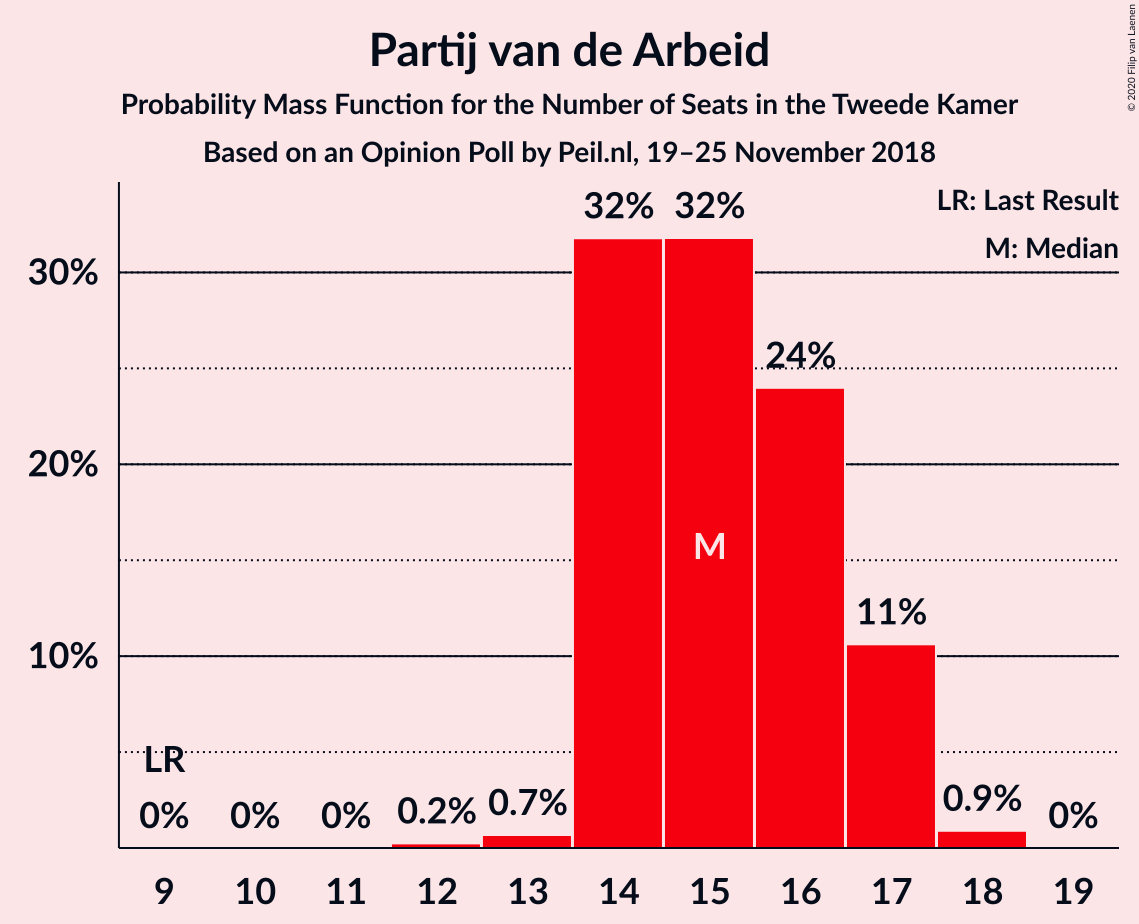 Partij van de Arbeid
Probability Mass Function for the Number of Seats in the Tweede Kamer
Based on an Opinion Poll by Peil.nl, 19–25 November 2018
© 2020 Filip van Laenen
LR: Last Result
M: Median
32% 32%
30%
24%
20%
M
11%
10%
LR
0% 0% 0% 0.2% 0.7% 0.9% 0%
9 10 11 12 13 14 15 16 17 18 19